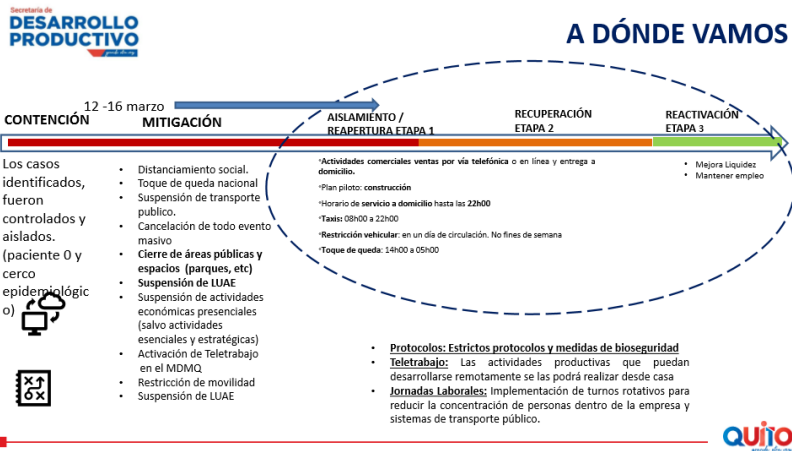 Secretaría de
DESARROLLO
PRODUCTIVO
A DÓNDE VAMOS
12 -16 marzo
CONTENCIÓN
MITIGACIÓN
AISLAMIENTO /
REAPERTURA ETAPA 1
RECUPERACIÓN
ETAPA 2
REACTIVACIÓN
ETAPA 3
Los casos
identificados,
fueron
controlados y
aislados.
(paciente 0 y
cerco
epidemiológic
o)
• Distanciamiento social.
• Toque de queda nacional
• Suspensión de transporte
publico.
• Cancelación de todo evento
masivo
• Cierre de áreas públicas y
espacios (parques, etc)
• Suspensión de LUAE
• Suspensión de actividades
económicas presenciales
(salvo actividades
esenciales y estratégicas)
• Activación de Teletrabajo
en el MDMQ
• Restricción de movilidad
• Suspensión de LUAE
•Actividades comerciales ventas por vía telefónica o en línea y entrega a
domicilio.
•Plan piloto: construcción
•Horario de servicio a domicilio hasta las 22h00
•Taxis: 08h00 a 22h00
•Restricción vehicular: en un día de circulación. No fines de semana
•Toque de queda: 14h00 a 05h00
• Mejora Liquidez
• Mantener empleo
• Protocolos: Estrictos protocolos y medidas de bioseguridad
• Teletrabajo: Las actividades productivas que puedan
desarrollarse remotamente se las podrá realizar desde casa
• Jornadas Laborales: Implementación de turnos rotativos para
reducir la concentración de personas dentro de la empresa y
sistemas de transporte público.
QUITO